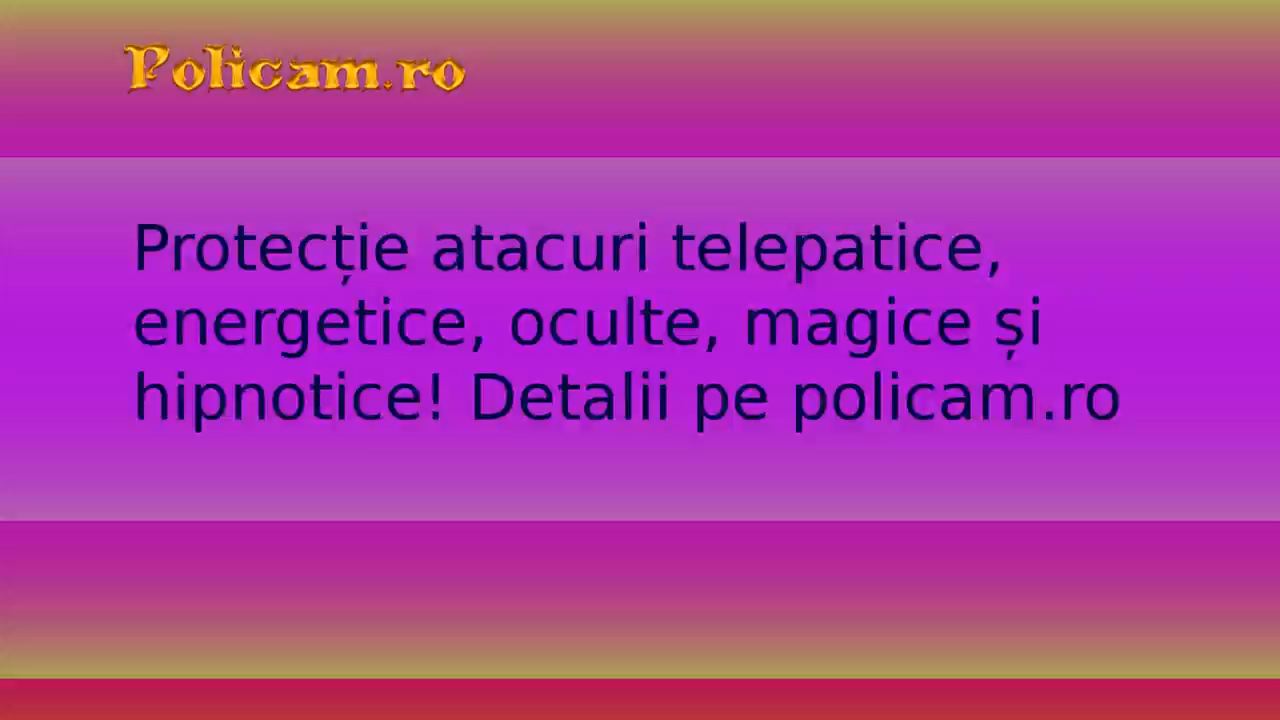 Policam.ro
Protecție atacuri telepatice,
energetice, oculte, magice și
hipnotice! Detalii pe policam.ro